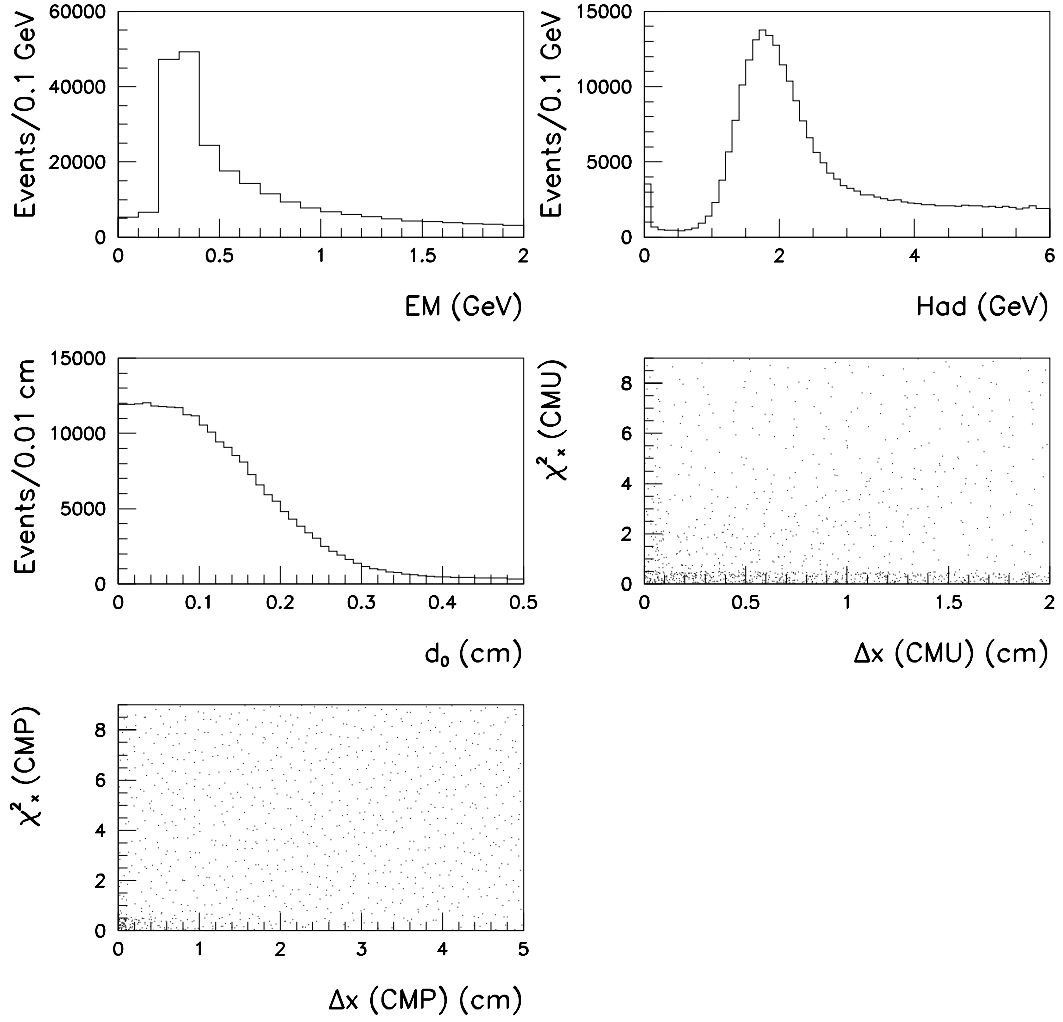 Events/0.1 GeV
60000
40000
20000
0
0 0.5 1 1.5 2
EM (GeV)
Events/0.1 GeV
15000
10000
5000
0
0 2 4 6
Had (GeV)
Events/0.01 cm
15000
10000
5000
0
0 0.1 0.2 0.3 0.4 0.5
d₀ (cm)
χ²ₓ (CMU)
8
6
4
2
0
0 0.5 1 1.5 2
Δx (CMU) (cm)
χ²ₓ (CMP)
8
6
4
2
0
0 1 2 3 4 5
Δx (CMP) (cm)